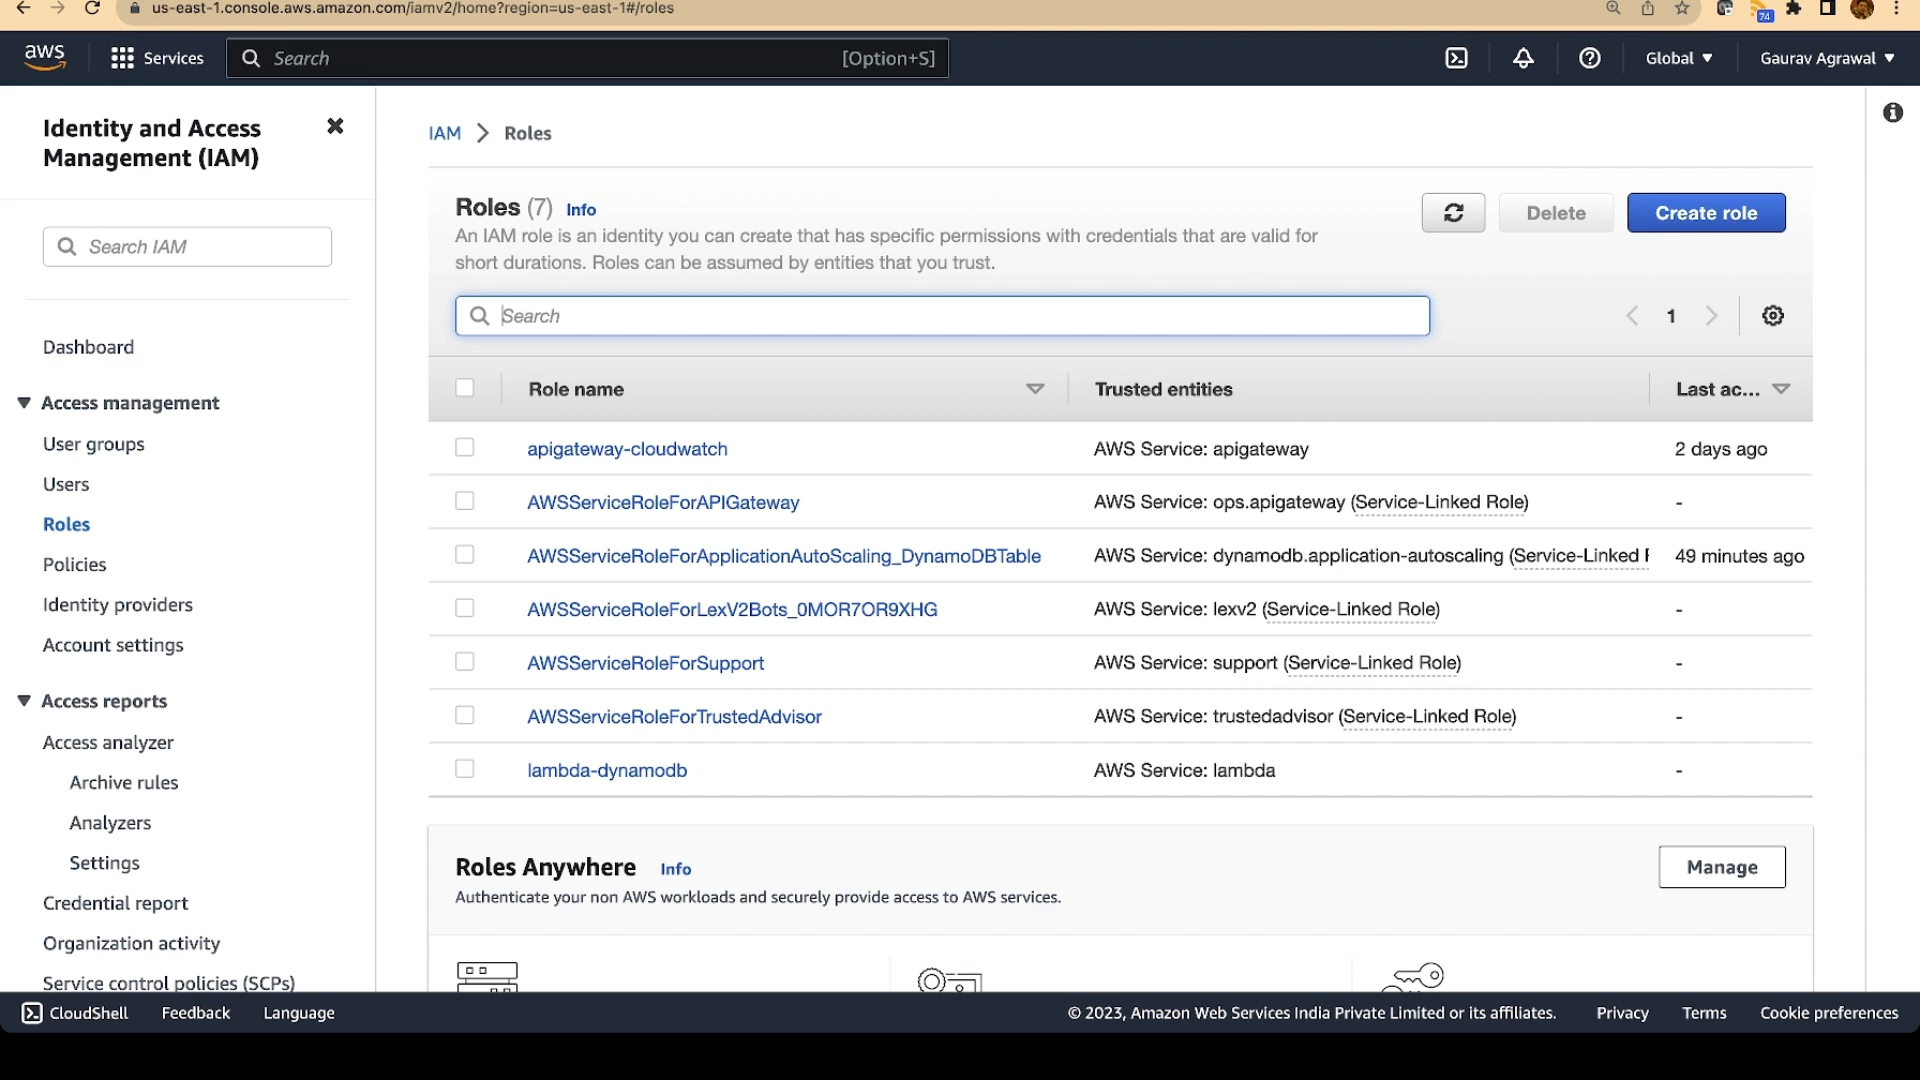 us-east-1.console.aws.amazon.com/iamv2/home?region=us-east-1#/roles
74
aws
Services
Search
[Option+S]
Global
Gaurav Agrawal
Identity and Access
Management (IAM)
Search IAM
Dashboard
Access management
User groups
Users
Roles
Policies
Identity providers
Account settings
Access reports
Access analyzer
Archive rules
Analyzers
Settings
Credential report
Organization activity
Service control policies (SCPs)
IAM > Roles
Roles (7) Info
An IAM role is an identity you can create that has specific permissions with credentials that are valid for
short durations. Roles can be assumed by entities that you trust.
Delete
Create role
Search
1
Role name Trusted entities Last ac...
apigateway-cloudwatch AWS Service: apigateway 2 days ago
AWSServiceRoleForAPIGateway AWS Service: ops.apigateway (Service-Linked Role) -
AWSServiceRoleForApplicationAutoScaling_DynamoDBTable AWS Service: dynamodb.application-autoscaling (Service-Linked 49 minutes ago
AWSServiceRoleForLexV2Bots_0MOR7OR9XHG AWS Service: lexv2 (Service-Linked Role) -
AWSServiceRoleForSupport AWS Service: support (Service-Linked Role) -
AWSServiceRoleForTrustedAdvisor AWS Service: trustedadvisor (Service-Linked Role) -
lambda-dynamodb AWS Service: lambda -
Roles Anywhere Info
Authenticate your non AWS workloads and securely provide access to AWS services.
Manage
CloudShell Feedback Language © 2023, Amazon Web Services India Private Limited or its affiliates. Privacy Terms Cookie preferences